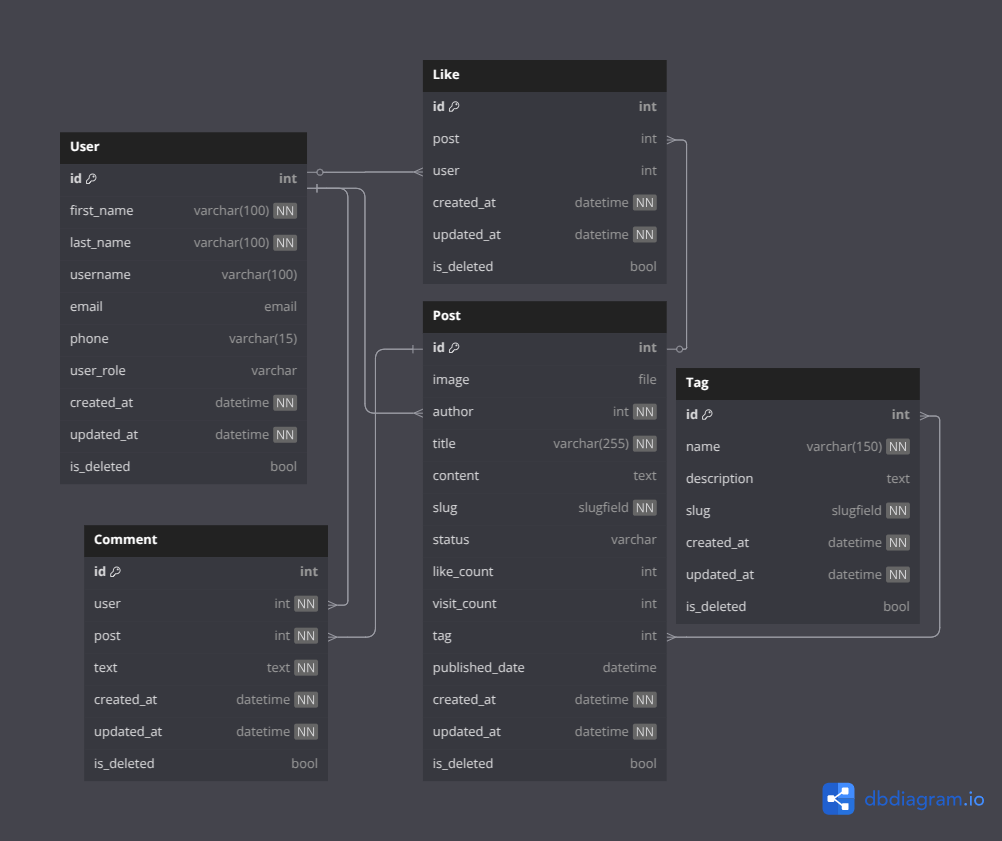 User
id int
first_name varchar(100) NN
last_name varchar(100) NN
username varchar(100)
email email
phone varchar(15)
user_role varchar
created_at datetime NN
updated_at datetime NN
is_deleted bool
Like
id int
post int
user int
created_at datetime NN
updated_at datetime NN
is_deleted bool
Post
id int
image file
author int NN
title varchar(255) NN
content text
slug slugfield NN
status varchar
like_count int
visit_count int
tag int
published_date datetime
created_at datetime NN
updated_at datetime NN
is_deleted bool
Tag
id int
name varchar(150) NN
description text
slug slugfield NN
created_at datetime NN
updated_at datetime NN
is_deleted bool
Comment
id int
user int NN
post int NN
text text NN
created_at datetime NN
updated_at datetime NN
is_deleted bool
dbdiagram.io